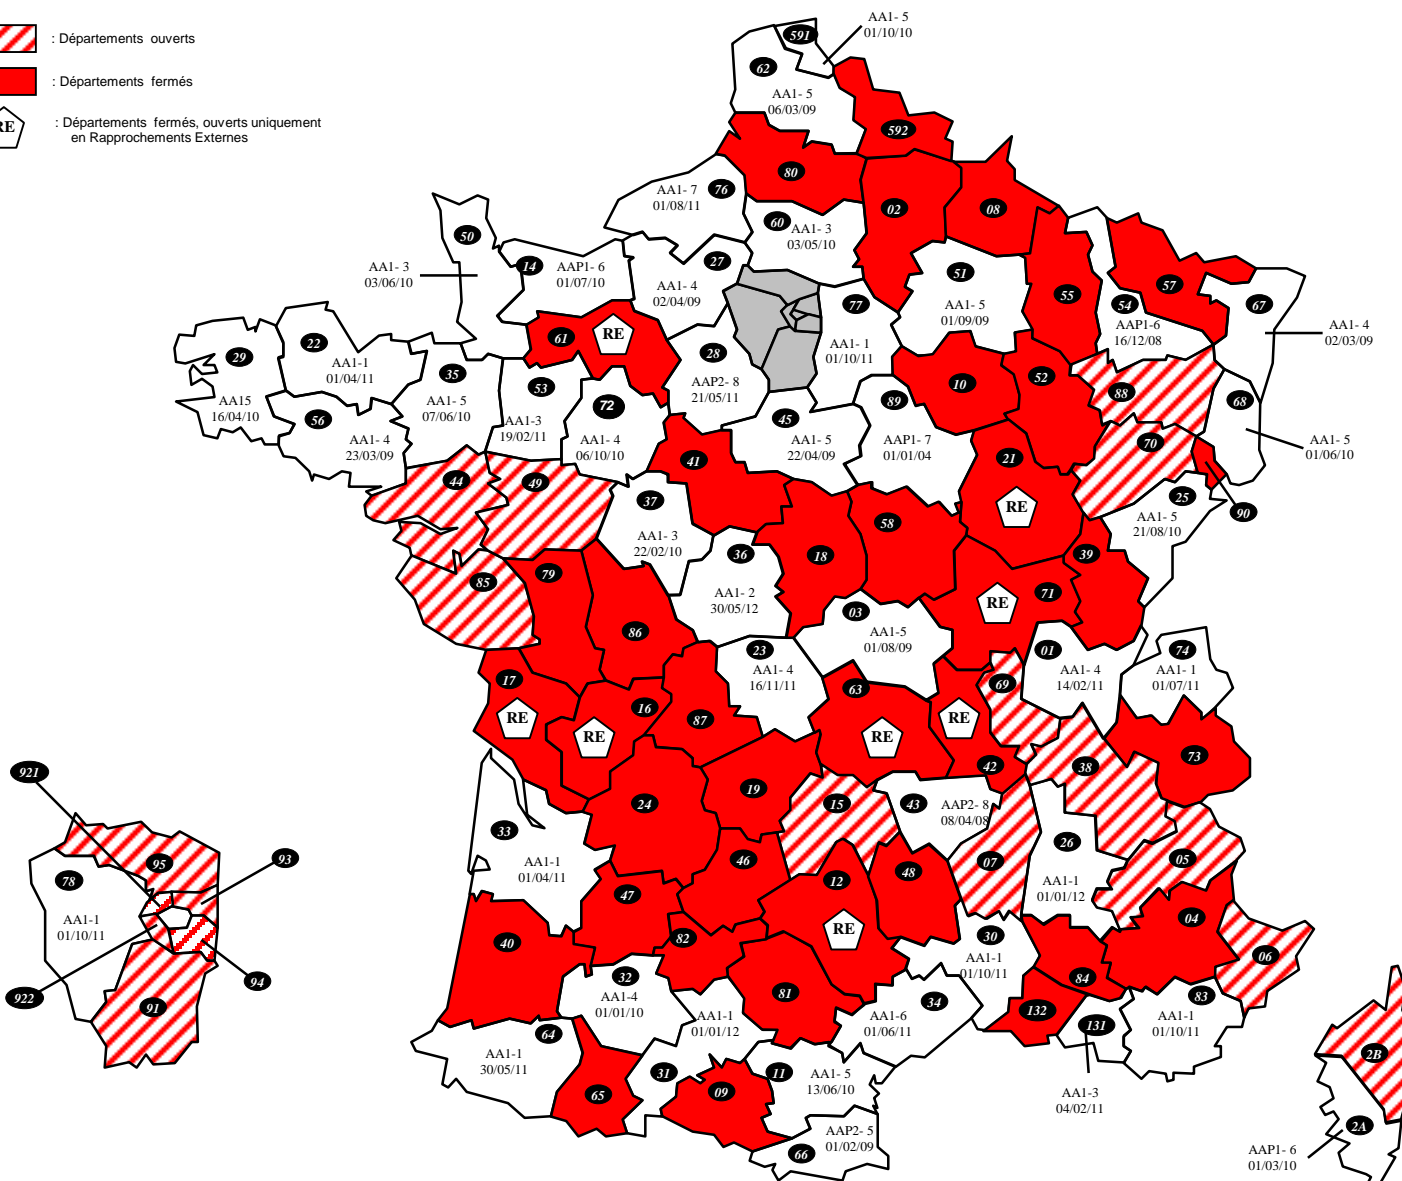 : Départements ouverts
: Départements fermés
RE
: Départements fermés, ouverts uniquement
en Rapprochements Externes
591
AA1- 5
01/10/10
62
AA1- 5
06/03/09
592
80
02
08
AA1- 7
76
01/08/11
60
AA1- 3
03/05/10
50
AA1- 3
03/06/10
14
AAP1- 6
01/07/10
27
AA1- 4
02/04/09
77
AA1- 1
01/10/11
51
AA1- 5
01/09/09
55
54
AAP1-6
16/12/08
57
67
AA1- 4
02/03/09
29
AA15
16/04/10
22
AA1-1
01/04/11
56
AA1- 4
23/03/09
35
AA1- 5
07/06/10
53
AA1-3
19/02/11
61
RE
72
AA1- 4
06/10/10
28
AAP2- 8
21/05/11
45
AA1- 5
22/04/09
89
AAP1- 7
01/01/04
10
52
88
68
AA1- 5
01/06/10
70
90
25
AA1- 5
21/08/10
21
RE
41
44
49
37
AA1- 3
22/02/10
36
AA1- 2
30/05/12
18
58
39
71
RE
85
79
86
03
AA1-5
01/08/09
23
AA1- 4
16/11/11
01
AA1- 4
14/02/11
74
AA1- 1
01/07/11
69
17
RE
16
RE
87
63
RE
RE
42
38
73
24
19
15
43
AAP2- 8
08/04/08
33
AA1-1
01/04/11
26
AA1-1
01/01/12
07
05
46
12
RE
48
47
40
82
32
AA1-4
01/01/10
81
30
AA1-1
01/10/11
34
AA1-6
01/06/11
04
06
84
132
131
AA1-3
04/02/11
83
AA1-1
01/10/11
64
AA1-1
30/05/11
65
AA1-1
01/01/12
31
09
11
AA1- 5
13/06/10
AAP2- 5
01/02/09
66
921
95
93
78
AA1-1
01/10/11
922
94
91
2B
2A
AAP1- 6
01/03/10